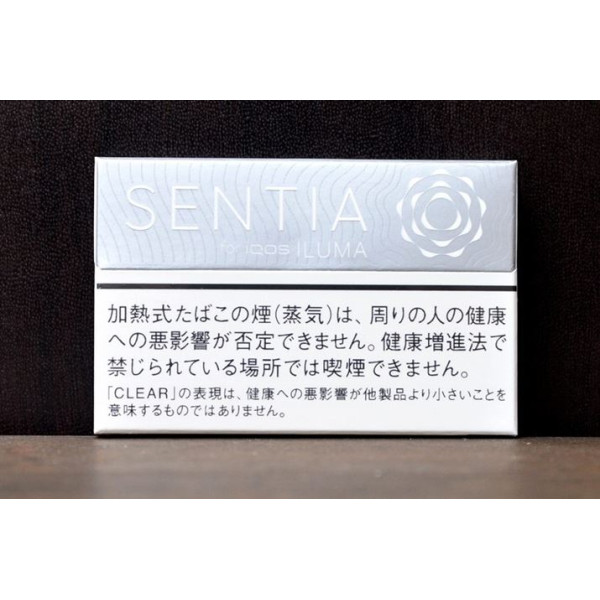 SENTIA
for IQOS ILUMA
加熱式たばこの煙(蒸気)は、周りの人の健康
への悪影響が否定できません。健康増進法で
禁じられている場所では喫煙できません。
「CLEAR」の表現は、健康への悪影響が他製品より小さいことを
意味するものではありません。